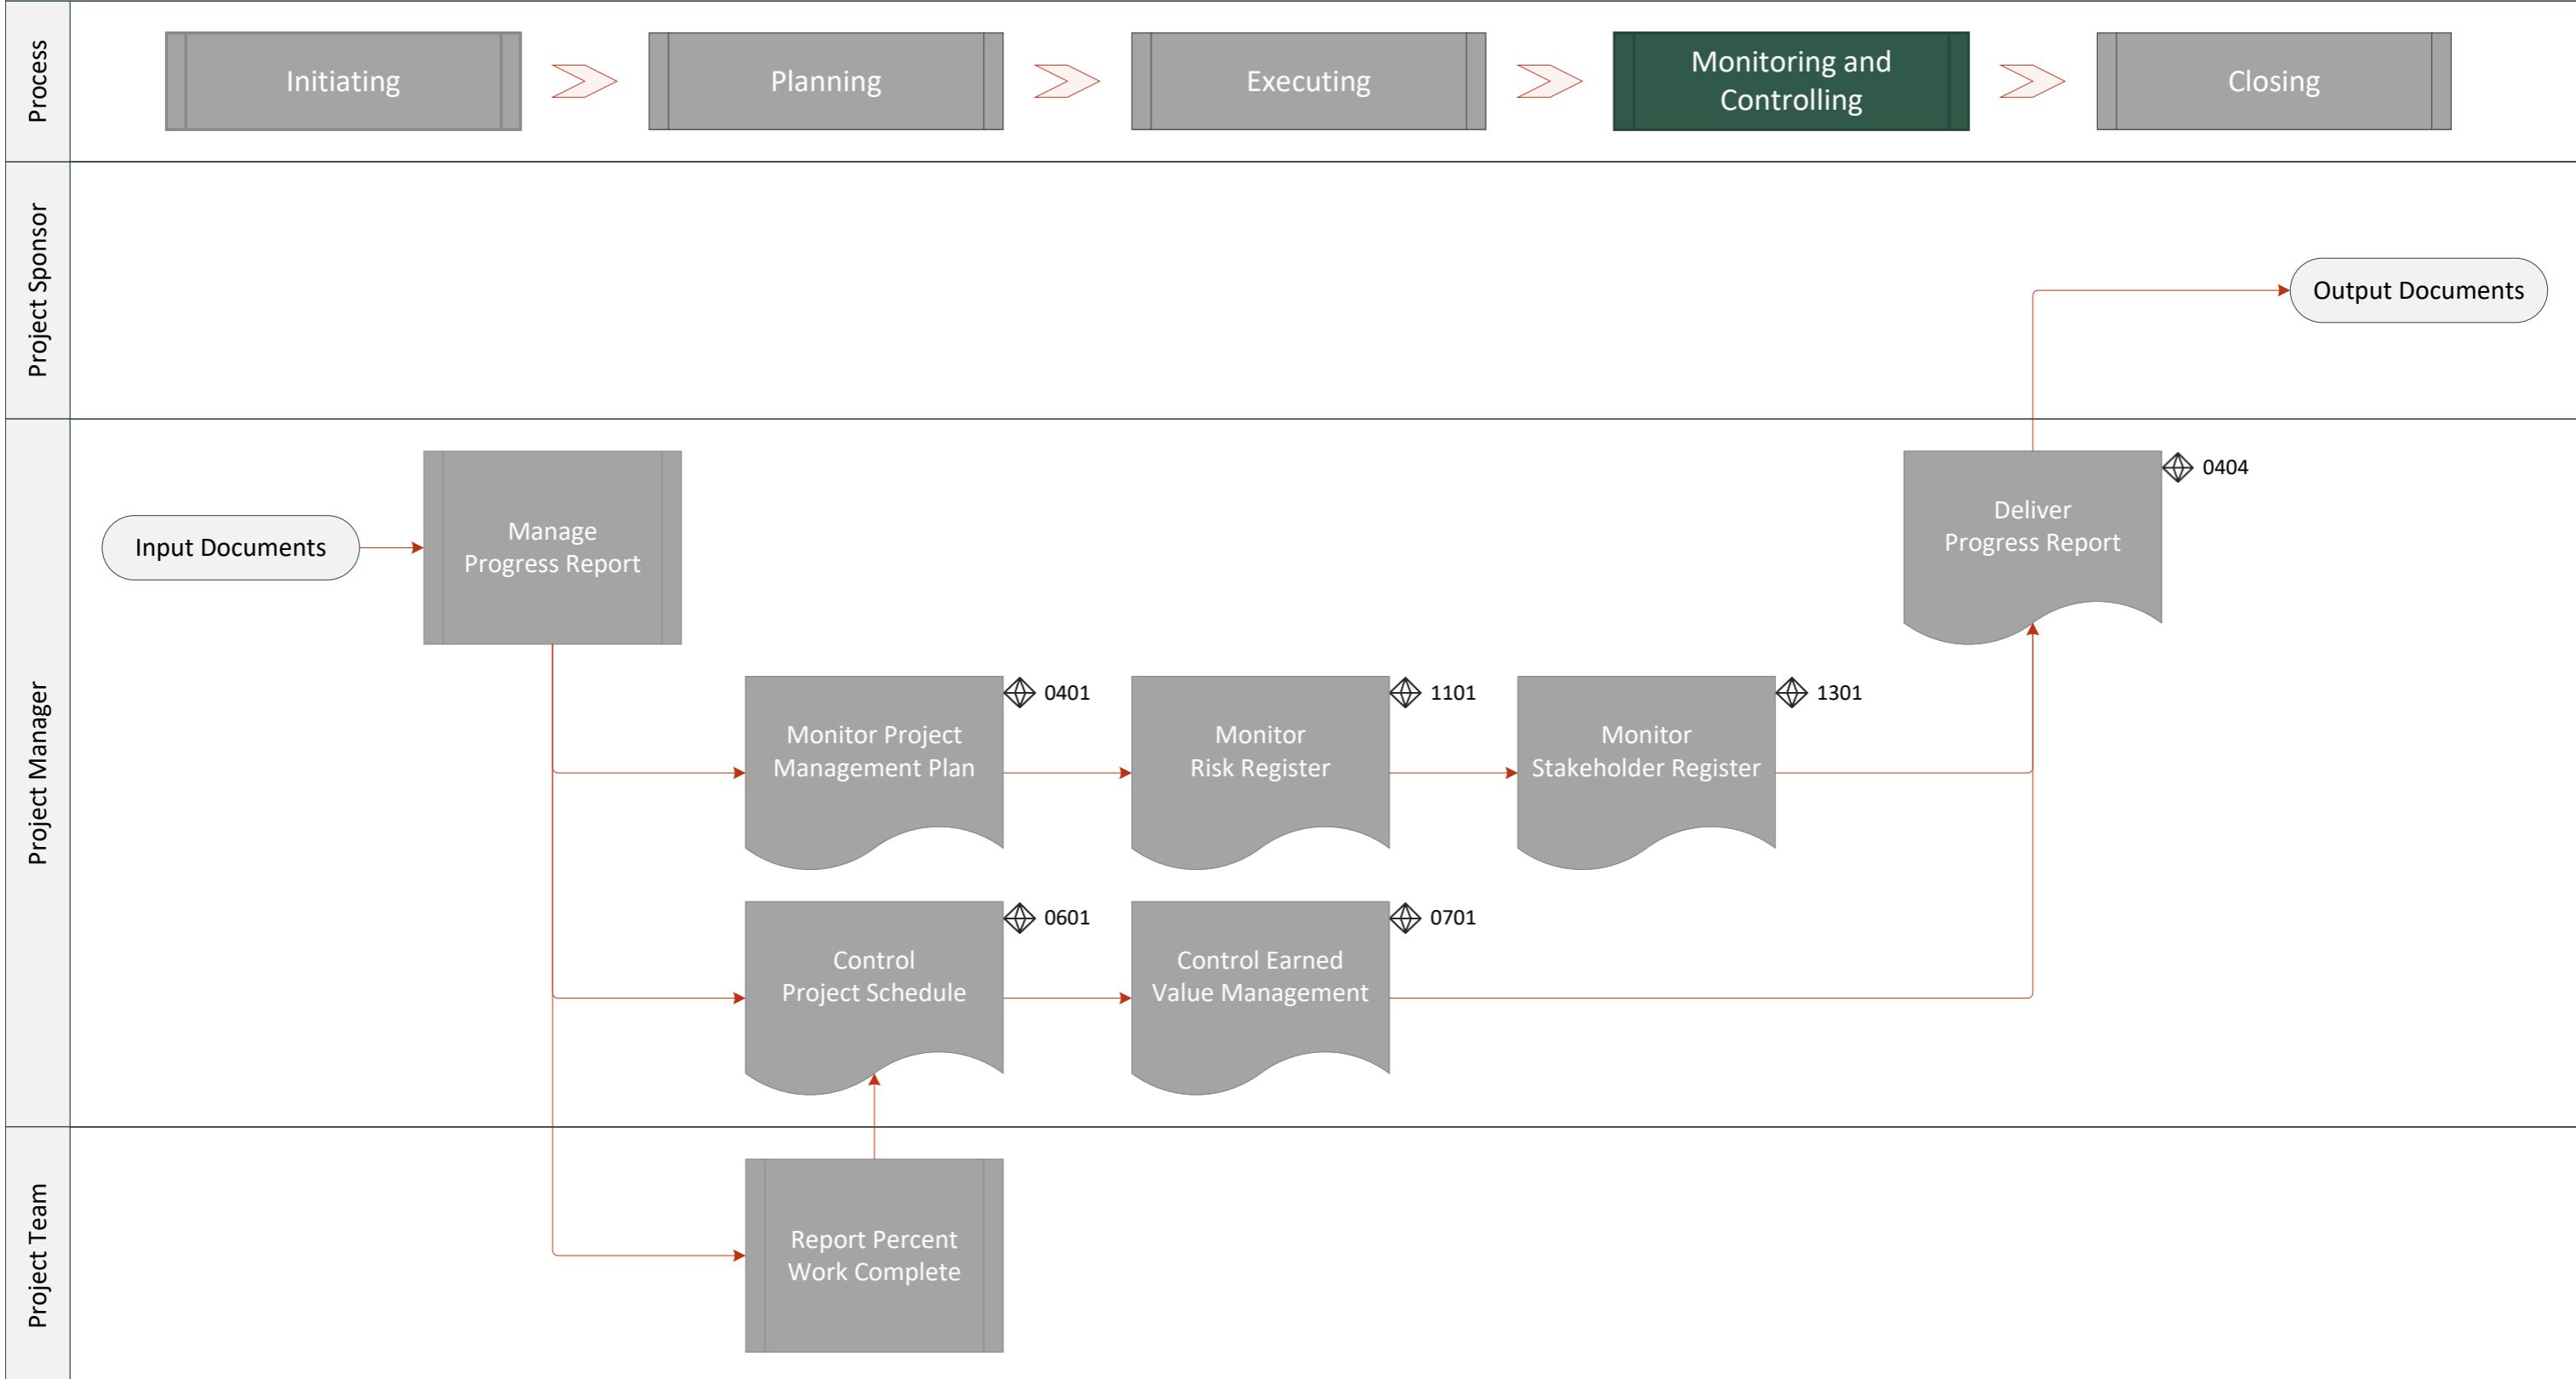 Process
Initiating
Planning
Executing
Monitoring and
Controlling
Closing
Project Sponsor
Output Documents
Project Manager
Input Documents
Manage
Progress Report
Deliver
Progress Report
0404
Monitor Project
Management Plan
0401
Monitor
Risk Register
1101
Monitor
Stakeholder Register
1301
Control
Project Schedule
0601
Control Earned
Value Management
0701
Project Team
Report Percent
Work Complete